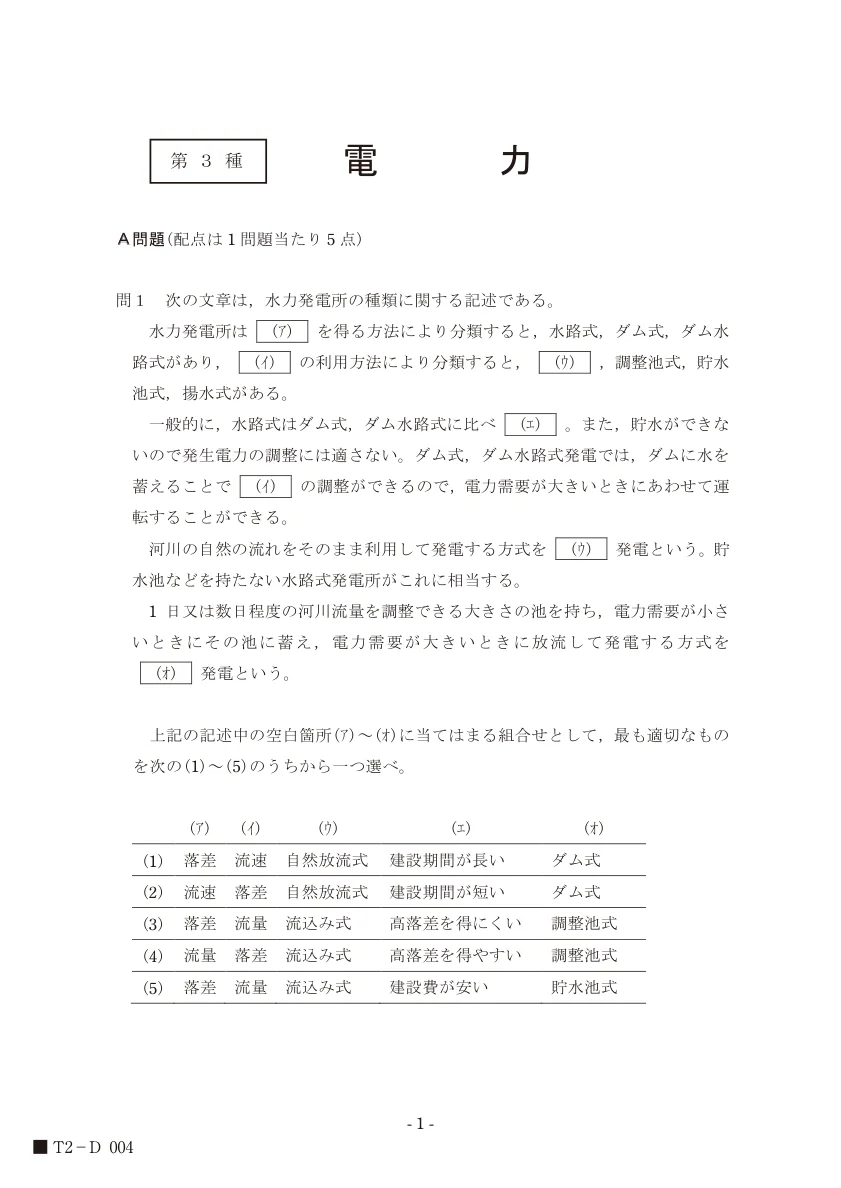 第 3 種
電 力
A問題(配点は1問題当たり5点)
問1 次の文章は，水力発電所の種類に関する記述である。
水力発電所は (ｱ) を得る方法により分類すると，水路式，ダム式，ダム水
路式があり， (ｲ) の利用方法により分類すると， (ｳ) ，調整池式，貯水
池式，揚水式がある。
一般的に，水路式はダム式，ダム水路式に比べ (ｴ) 。また，貯水ができな
いので発生電力の調整には適さない。ダム式，ダム水路式発電では，ダムに水を
蓄えることで (ｲ) の調整ができるので，電力需要が大きいときにあわせて運
転することができる。
河川の自然の流れをそのまま利用して発電する方式を (ｳ) 発電という。貯
水池などを持たない水路式発電所がこれに相当する。
1 日又は数日程度の河川流量を調整できる大きさの池を持ち，電力需要が小さ
いときにその池に蓄え，電力需要が大きいときに放流して発電する方式を
(ｵ) 発電という。
上記の記述中の空白箇所(ｱ)～(ｵ)に当てはまる組合せとして，最も適切なもの
を次の(1)～(5)のうちから一つ選べ。
(ｱ) (ｲ) (ｳ) (ｴ) (ｵ)
(1) 落差 流速 自然放流式 建設期間が長い ダム式
(2) 流速 落差 自然放流式 建設期間が短い ダム式
(3) 落差 流量 流込み式 高落差を得にくい 調整池式
(4) 流量 落差 流込み式 高落差を得やすい 調整池式
(5) 落差 流量 流込み式 建設費が安い 貯水池式
- 1 -
■ T2－D 004